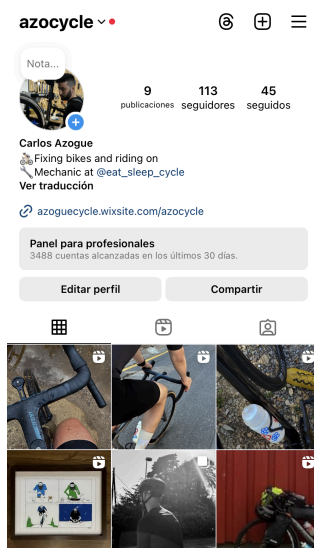 azocycle
Nota...
9 113 45
publicaciones seguidores seguidos
Carlos Azogue
🚴🏻Fixing bikes and riding on
🔧Mechanic at @eat_sleep_cycle
Ver traducción
azoguecycle.wixsite.com/azocycle
Panel para profesionales
3488 cuentas alcanzadas en los últimos 30 días.
Editar perfil Compartir